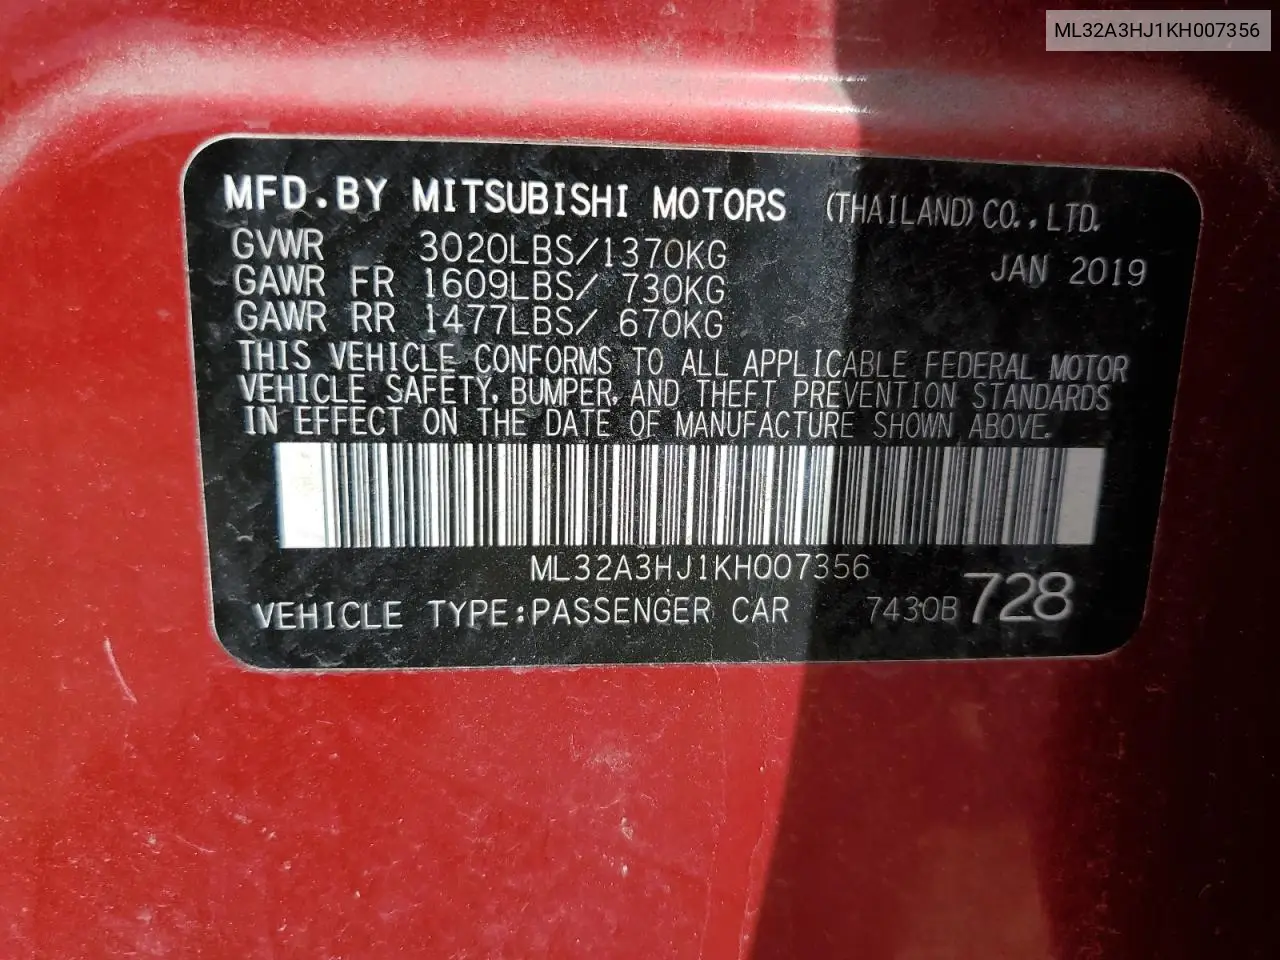 ML32A3HJ1KH007356
MFD.BY MITSUBISHI MOTORS (THAILAND) CO., LTD.
GVWR 3020LBS/1370KG JAN 2019
GAWR FR 1609LBS/ 730KG
GAWR RR 1477LBS/ 670KG
THIS VEHICLE CONFORMS TO ALL APPLICABLE FEDERAL MOTOR
VEHICLE SAFETY, BUMPER, AND THEFT PREVENTION STANDARDS
IN EFFECT ON THE DATE OF MANUFACTURE SHOWN ABOVE.
ML32A3HJ1KH007356
VEHICLE TYPE:PASSENGER CAR 7430B 728